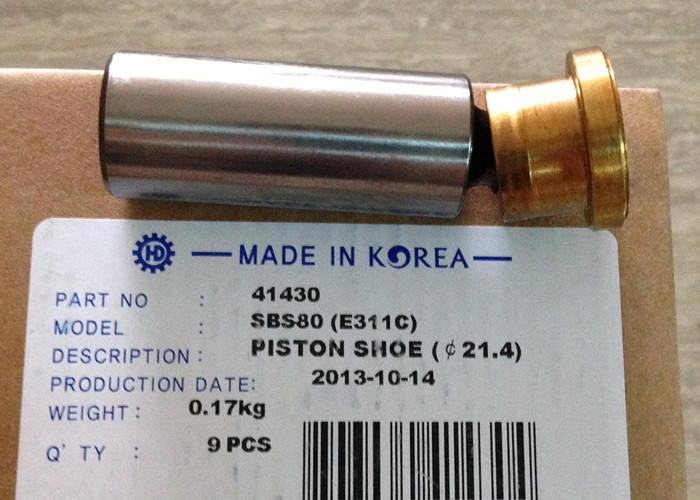 HD
MADE IN KOREA
PART NO : 41430
MODEL : SBS80 (E311C)
DESCRIPTION : PISTON SHOE (¢21.4)
PRODUCTION DATE: 2013-10-14
WEIGHT : 0.17kg
Q' TY : 9 PCS